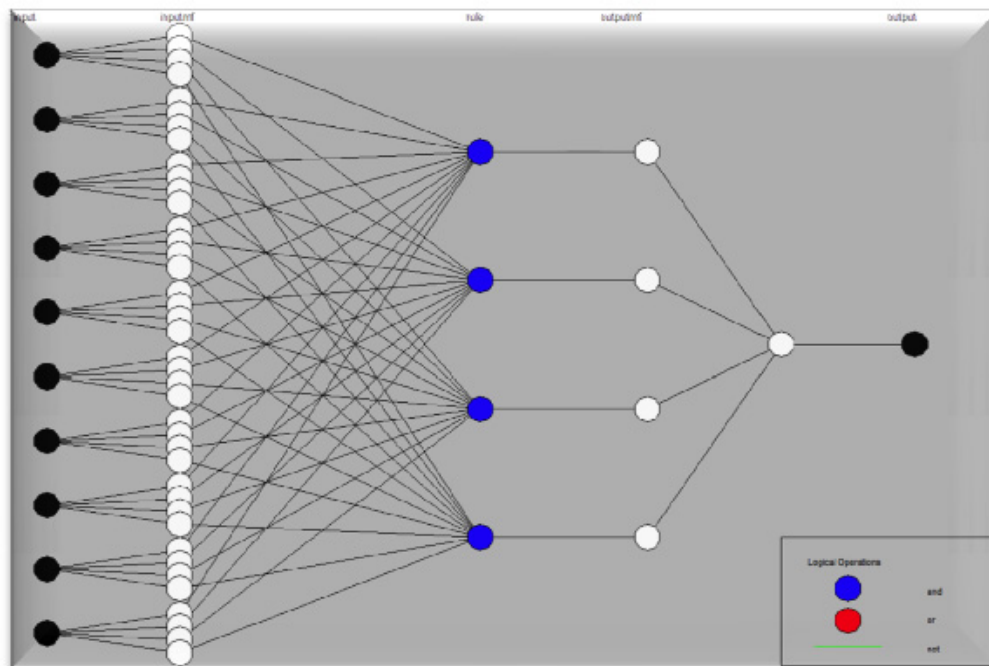 input inputmf rule outputmf output
Logical Operations
and
or
not